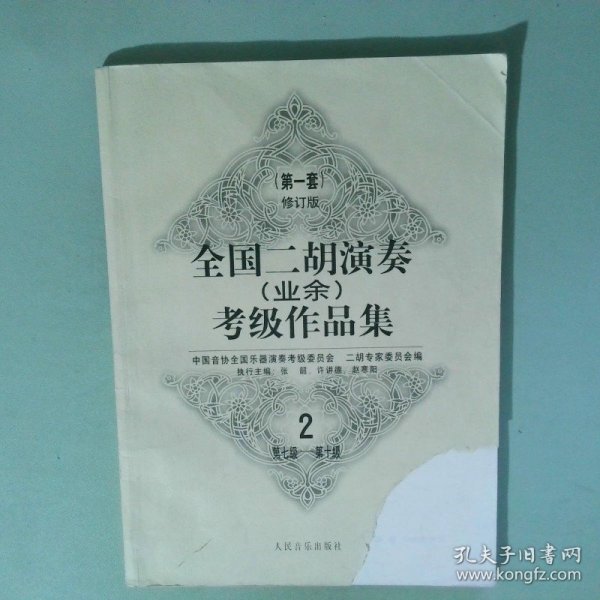 (第一套)
修订版
全国二胡演奏
(业余)
考级作品集
中国音协全国乐器演奏考级委员会 二胡专家委员会编
执行主编:张韶、许讲德、赵寒阳
2
第七级——第十级
人民音乐出版社
孔夫子旧书网
www.kongfz.com